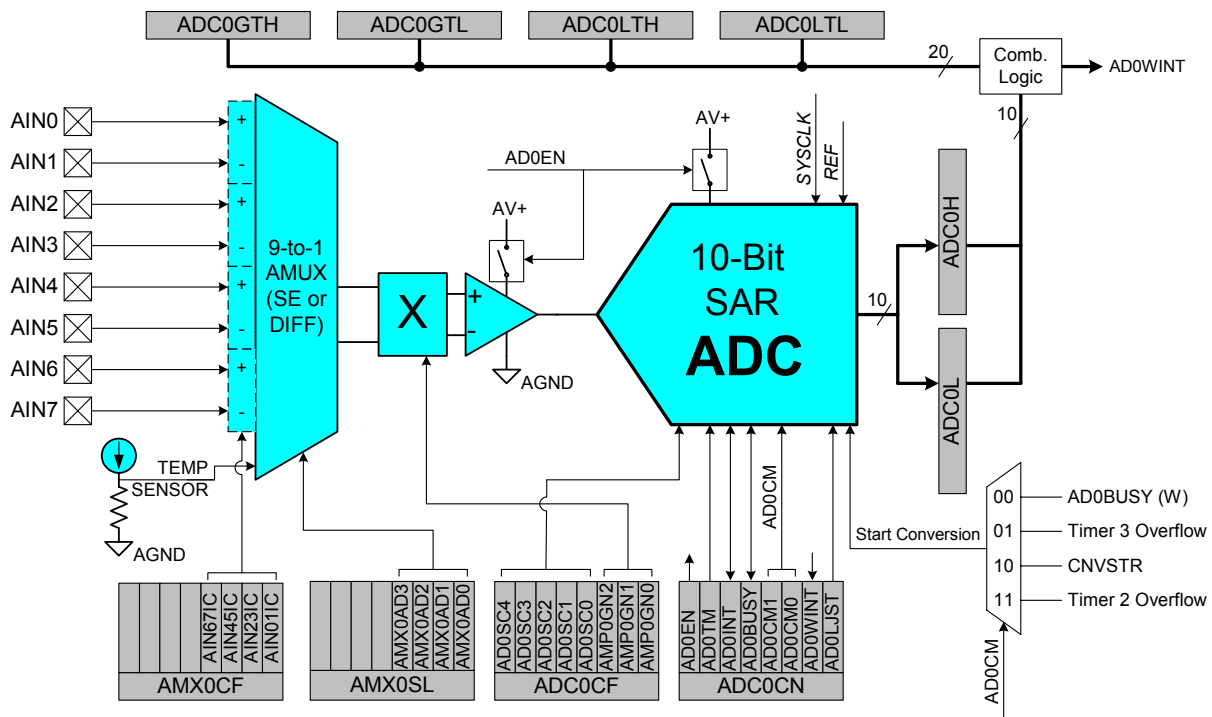 ADC0GTH
ADC0GTL
ADC0LTH
ADC0LTL
20
Comb.
Logic
AD0WINT
10
AIN0
AIN1
AIN2
AIN3
AIN4
AIN5
AIN6
AIN7
+
-
+
-
+
-
+
-
9-to-1
AMUX
(SE or
DIFF)
TEMP
SENSOR
AGND
X
+
-
AV+
AGND
AD0EN
AV+
SYSCLK
REF
10-Bit
SAR
ADC
10
ADC0H
ADC0L
Start Conversion
00
01
10
11
AD0BUSY (W)
Timer 3 Overflow
CNVSTR
Timer 2 Overflow
AD0CM
AD0CM
AIN67IC
AIN45IC
AIN23IC
AIN01IC
AMX0CF
AMX0AD3
AMX0AD2
AMX0AD1
AMX0AD0
AMX0SL
AD0SC4
AD0SC3
AD0SC2
AD0SC1
AD0SC0
AMP0GN2
AMP0GN1
AMP0GN0
ADC0CF
AD0EN
AD0TM
AD0INT
AD0BUSY
AD0CM1
AD0CM0
AD0WINT
AD0LJST
ADC0CN